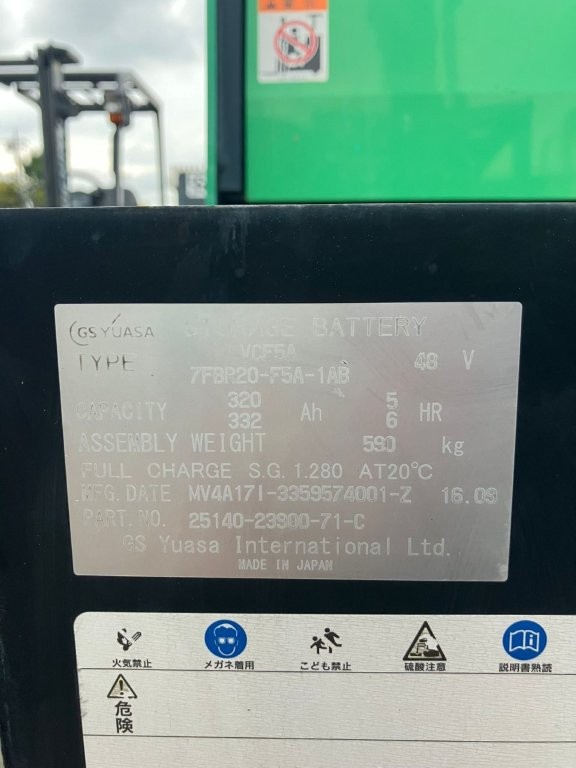 GS YUASA STORAGE BATTERY
TYPE VCF5A 48 V
7FBR20-F5A-1AB
CAPACITY 320 Ah 5 HR
332 6
ASSEMBLY WEIGHT 590 kg
FULL CHARGE S.G. 1.280 AT20℃
MFG.DATE MV4A17I-3359574001-Z 16.09
PART.NO. 25140-23900-71-C
GS Yuasa International Ltd.
MADE IN JAPAN
火気禁止 メガネ着用 こども禁止 硫酸注意 説明書熟読
危険